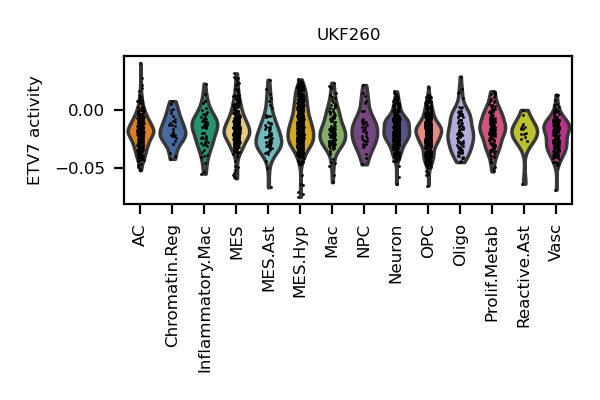 UKF260
ETV7 activity
0.00
−0.05
AC
Chromatin.Reg
Inflammatory.Mac
MES
MES.Ast
MES.Hyp
Mac
NPC
Neuron
OPC
Oligo
Prolif.Metab
Reactive.Ast
Vasc